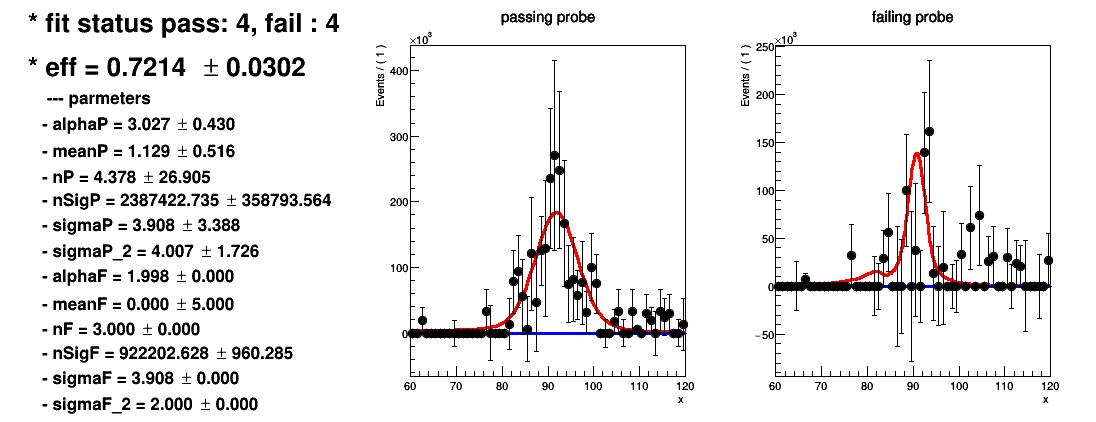 * fit status pass: 4, fail : 4
* eff = 0.7214 ± 0.0302
--- parmeters
- alphaP = 3.027 ± 0.430
- meanP = 1.129 ± 0.516
- nP = 4.378 ± 26.905
- nSigP = 2387422.735 ± 358793.564
- sigmaP = 3.908 ± 3.388
- sigmaP_2 = 4.007 ± 1.726
- alphaF = 1.998 ± 0.000
- meanF = 0.000 ± 5.000
- nF = 3.000 ± 0.000
- nSigF = 922202.628 ± 960.285
- sigmaF = 3.908 ± 0.000
- sigmaF_2 = 2.000 ± 0.000
passing probe
×10³
Events / ( 1 )
400
300
200
100
0
60 70 80 90 100 110 120
x
failing probe
×10³
Events / ( 1 )
250
200
150
100
50
0
−50
60 70 80 90 100 110 120
x